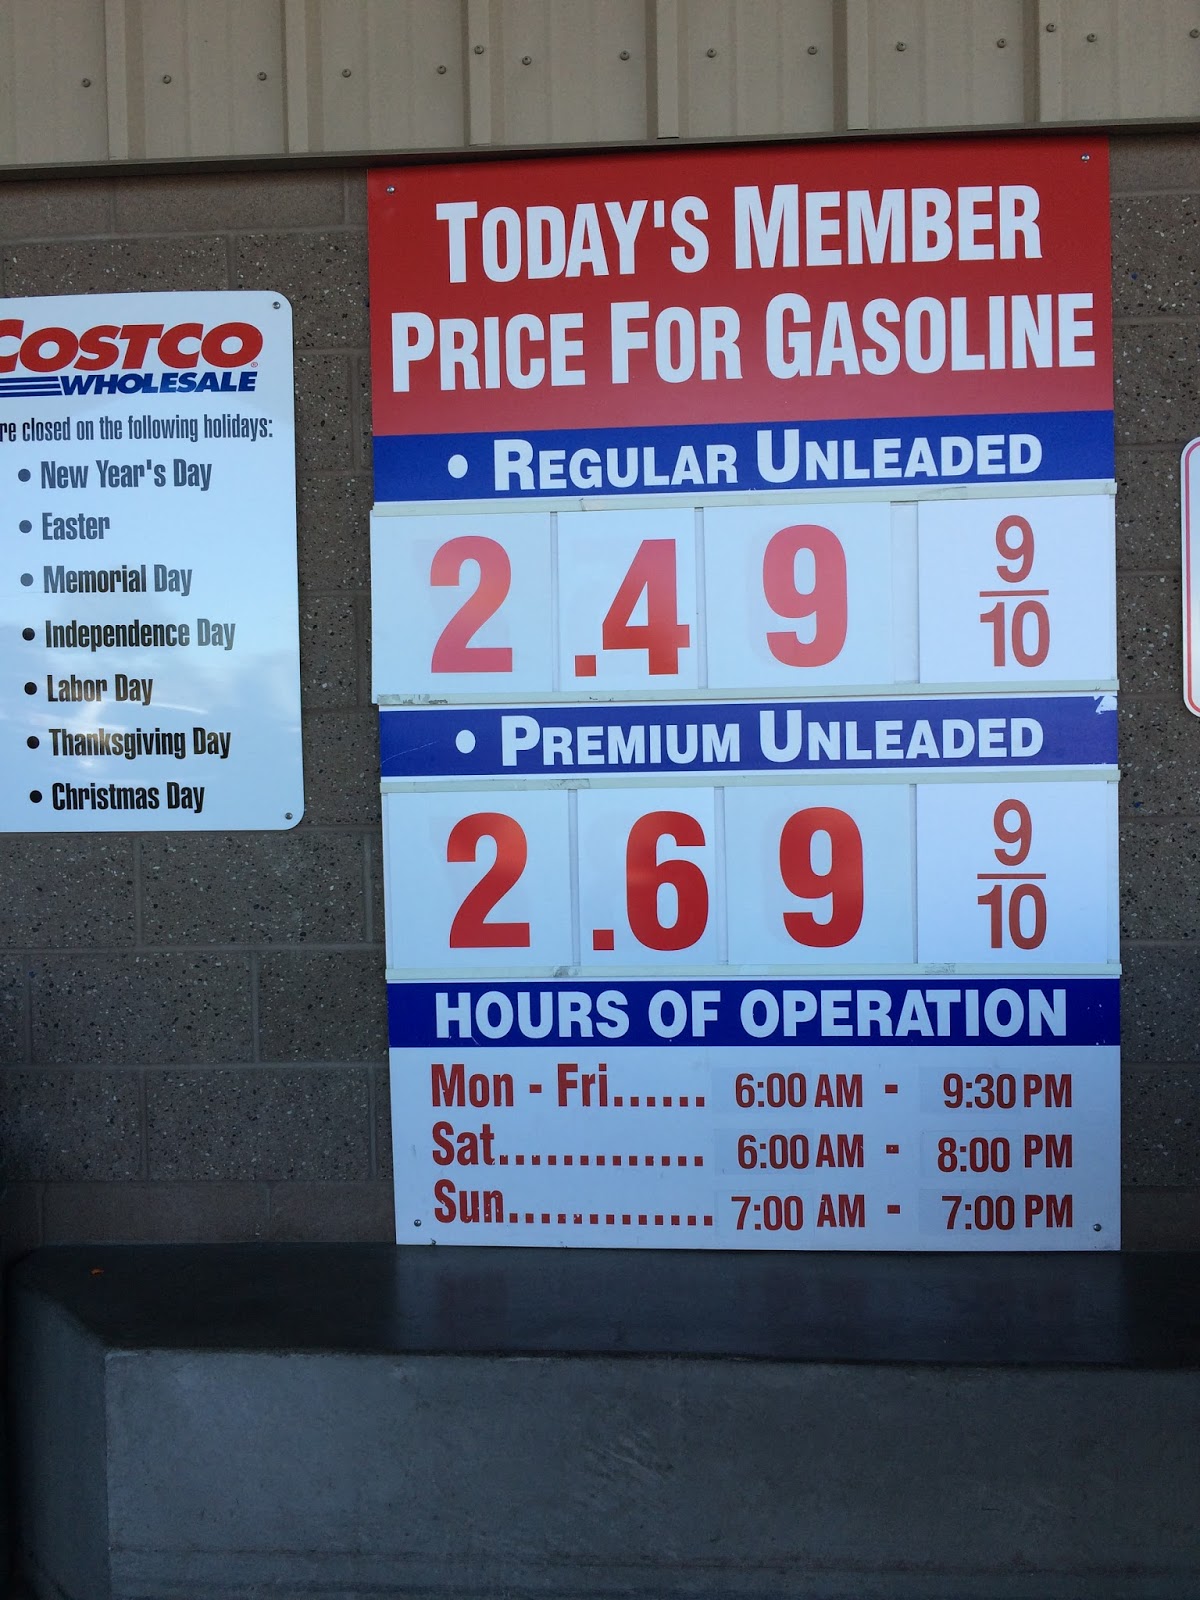 COSTCO
WHOLESALE
re closed on the following holidays:
• New Year's Day
• Easter
• Memorial Day
• Independence Day
• Labor Day
• Thanksgiving Day
• Christmas Day
TODAY'S MEMBER
PRICE FOR GASOLINE
• REGULAR UNLEADED
2.49 9/10
• PREMIUM UNLEADED
2.69 9/10
HOURS OF OPERATION
Mon - Fri...... 6:00 AM - 9:30 PM
Sat............. 6:00 AM - 8:00 PM
Sun.............. 7:00 AM - 7:00 PM